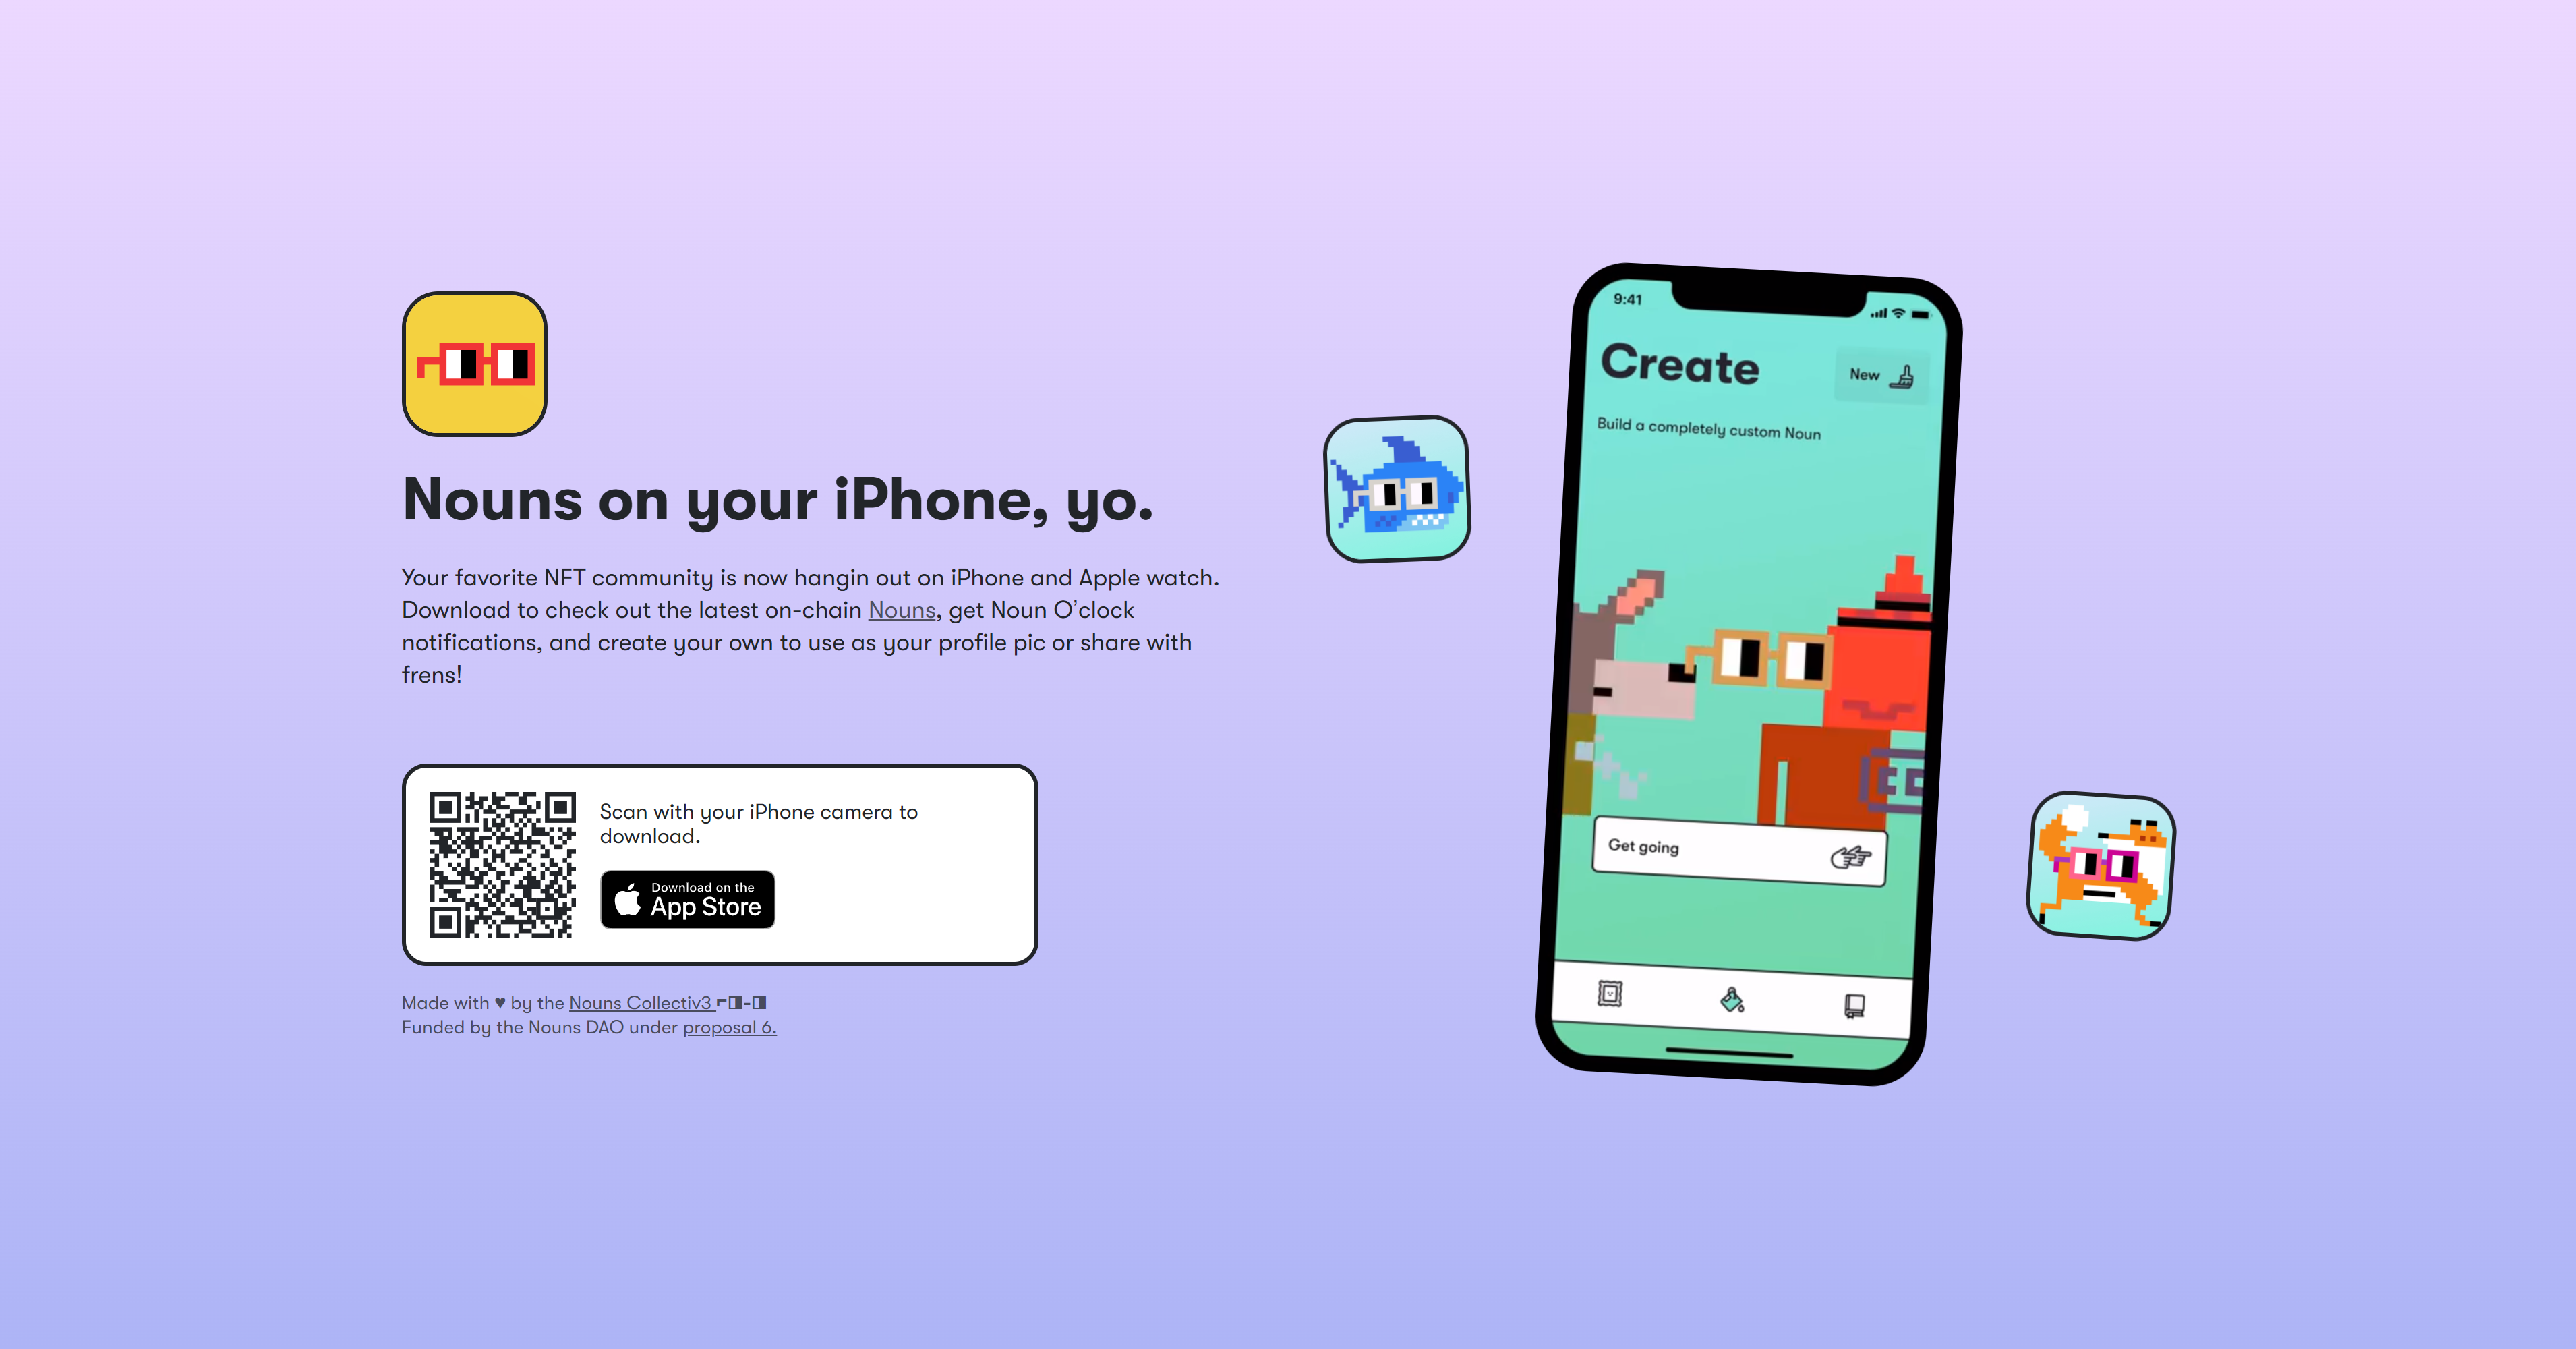 Nouns on your iPhone, yo.
Your favorite NFT community is now hangin out on iPhone and Apple watch.
Download to check out the latest on-chain Nouns, get Noun O’clock
notifications, and create your own to use as your profile pic or share with
frens!
Scan with your iPhone camera to
download.
Download on the
App Store
Made with ♥ by the Nouns Collectiv3 ⌐◨-◨
Funded by the Nouns DAO under proposal 6.
9:41
Create
New
Build a completely custom Noun
Get going